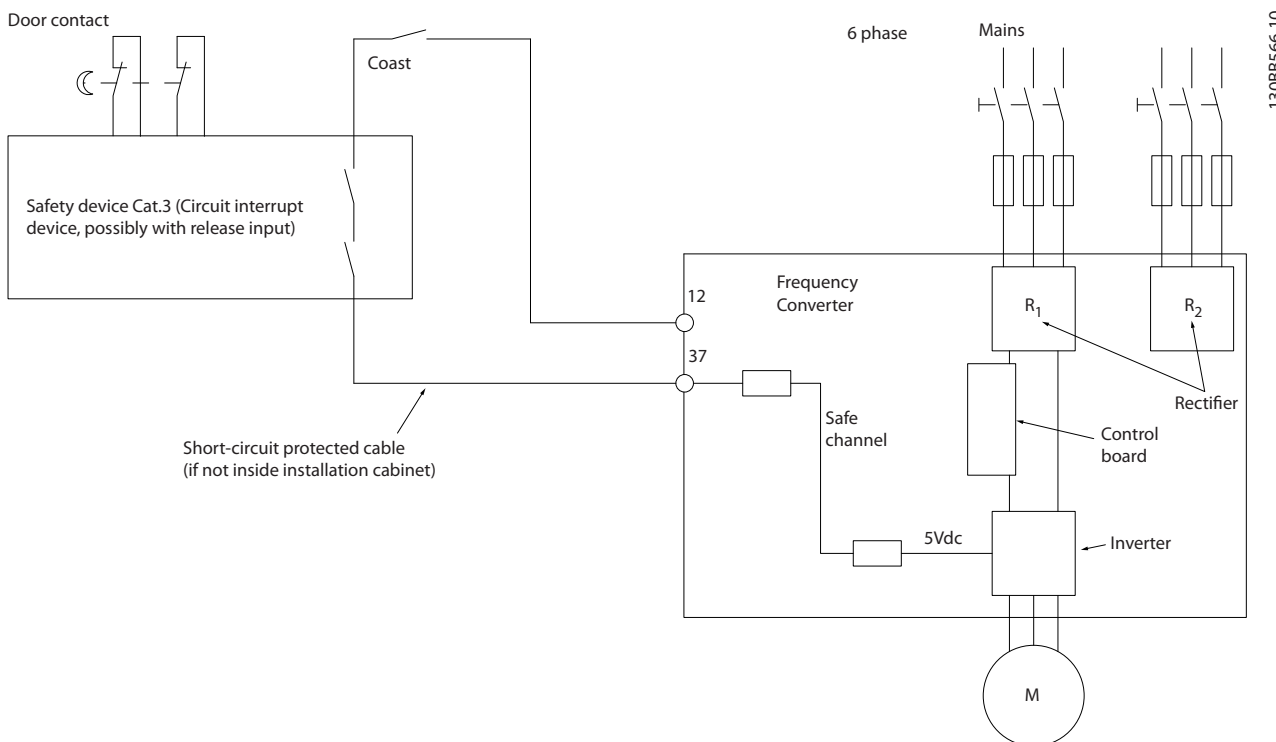 Door contact
Coast
6 phase
Mains
130BB566.10
Safety device Cat.3 (Circuit interrupt
device, possibly with release input)
12
Frequency
Converter
R1
R2
37
Rectifier
Safe
channel
Control
board
Short-circuit protected cable
(if not inside installation cabinet)
5Vdc
Inverter
M